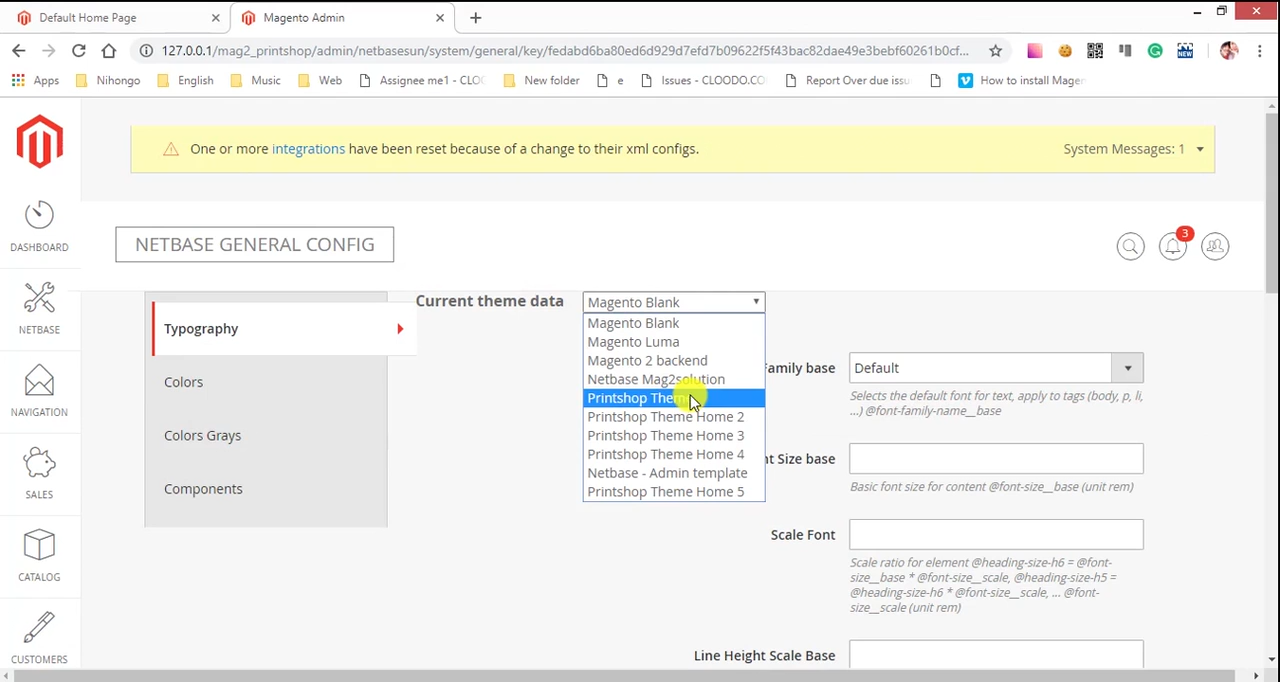 Default Home Page
Magento Admin
127.0.0.1/mag2_printshop/admin/netbasesun/system/general/key/fedabd6ba80ed6d929d7efd7b09622f5f43bac82dae49e3bebf60261b0cf...
Apps
Nihongo
English
Music
Web
Assignee me1 - CLOO
New folder
e
Issues - CLOODO.CO
Report Over due issu
How to install Magen
NEW
One or more integrations have been reset because of a change to their xml configs.
System Messages: 1
DASHBOARD
NETBASE
NAVIGATION
SALES
CATALOG
CUSTOMERS
NETBASE GENERAL CONFIG
3
Typography
Colors
Colors Grays
Components
Current theme data
Magento Blank
Magento Blank
Magento Luma
Magento 2 backend
Netbase Mag2solution
Printshop Theme
Printshop Theme Home 2
Printshop Theme Home 3
Printshop Theme Home 4
Netbase - Admin template
Printshop Theme Home 5
Family base
Default
Selects the default font for text, apply to tags (body, p, li,
...) @font-family-name__base
nt Size base
Basic font size for content @font-size__base (unit rem)
Scale Font
Scale ratio for element @heading-size-h6 = @font-
size__base * @font-size__scale, @heading-size-h5 =
@heading-size-h6 * @font-size__scale, ... @font-
size__scale (unit rem)
Line Height Scale Base